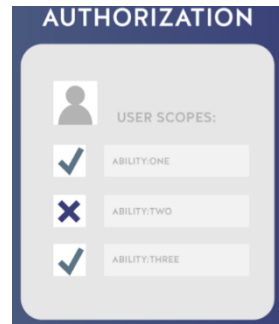 AUTHORIZATION
USER SCOPES:
ABILITY:ONE
ABILITY:TWO
ABILITY:THREE